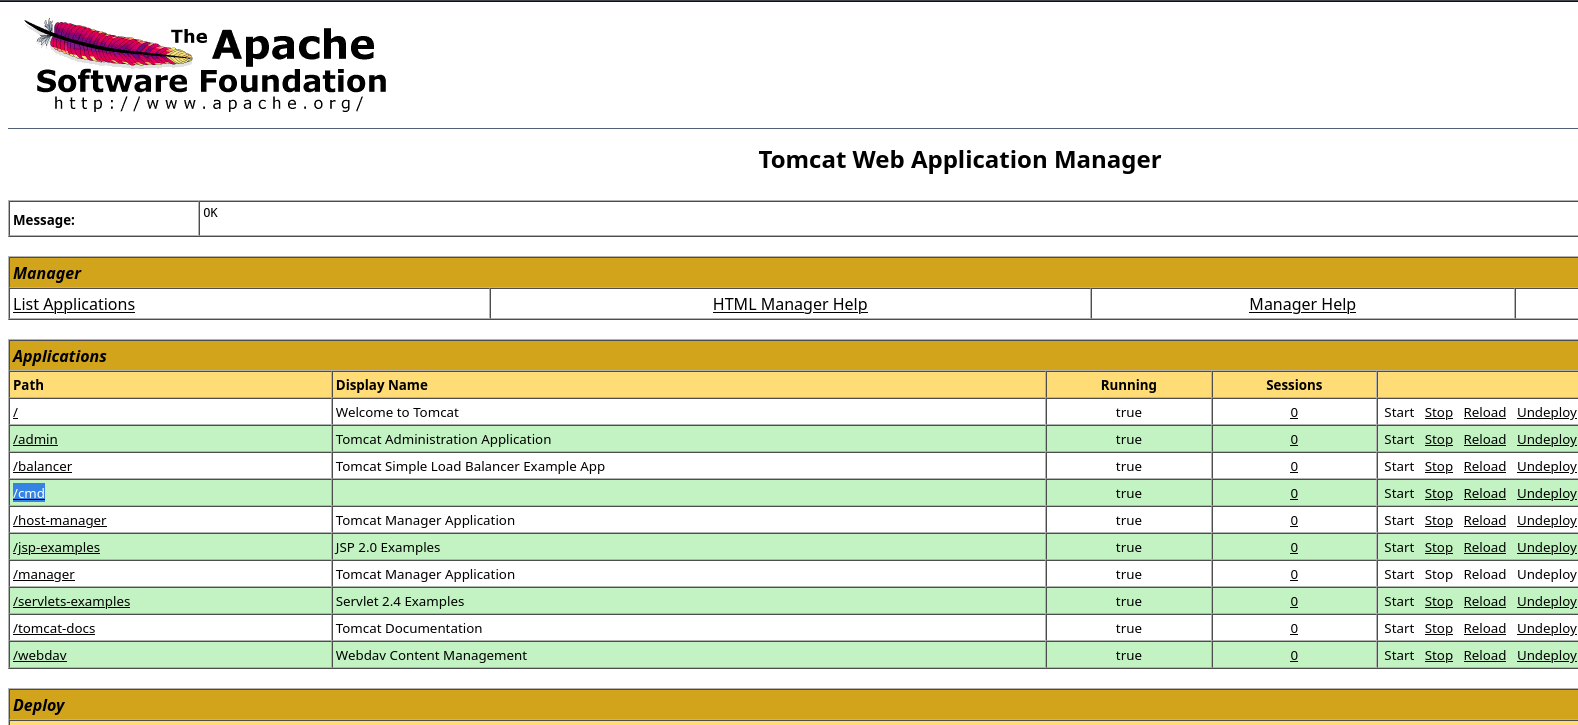 The Apache
Software Foundation
http://www.apache.org/
Tomcat Web Application Manager
Message: OK
Manager
List Applications HTML Manager Help Manager Help
Applications
Path Display Name Running Sessions
/ Welcome to Tomcat true 0 Start Stop Reload Undeploy
/admin Tomcat Administration Application true 0 Start Stop Reload Undeploy
/balancer Tomcat Simple Load Balancer Example App true 0 Start Stop Reload Undeploy
/cmd true 0 Start Stop Reload Undeploy
/host-manager Tomcat Manager Application true 0 Start Stop Reload Undeploy
/jsp-examples JSP 2.0 Examples true 0 Start Stop Reload Undeploy
/manager Tomcat Manager Application true 0 Start Stop Reload Undeploy
/servlets-examples Servlet 2.4 Examples true 0 Start Stop Reload Undeploy
/tomcat-docs Tomcat Documentation true 0 Start Stop Reload Undeploy
/webdav Webdav Content Management true 0 Start Stop Reload Undeploy
Deploy